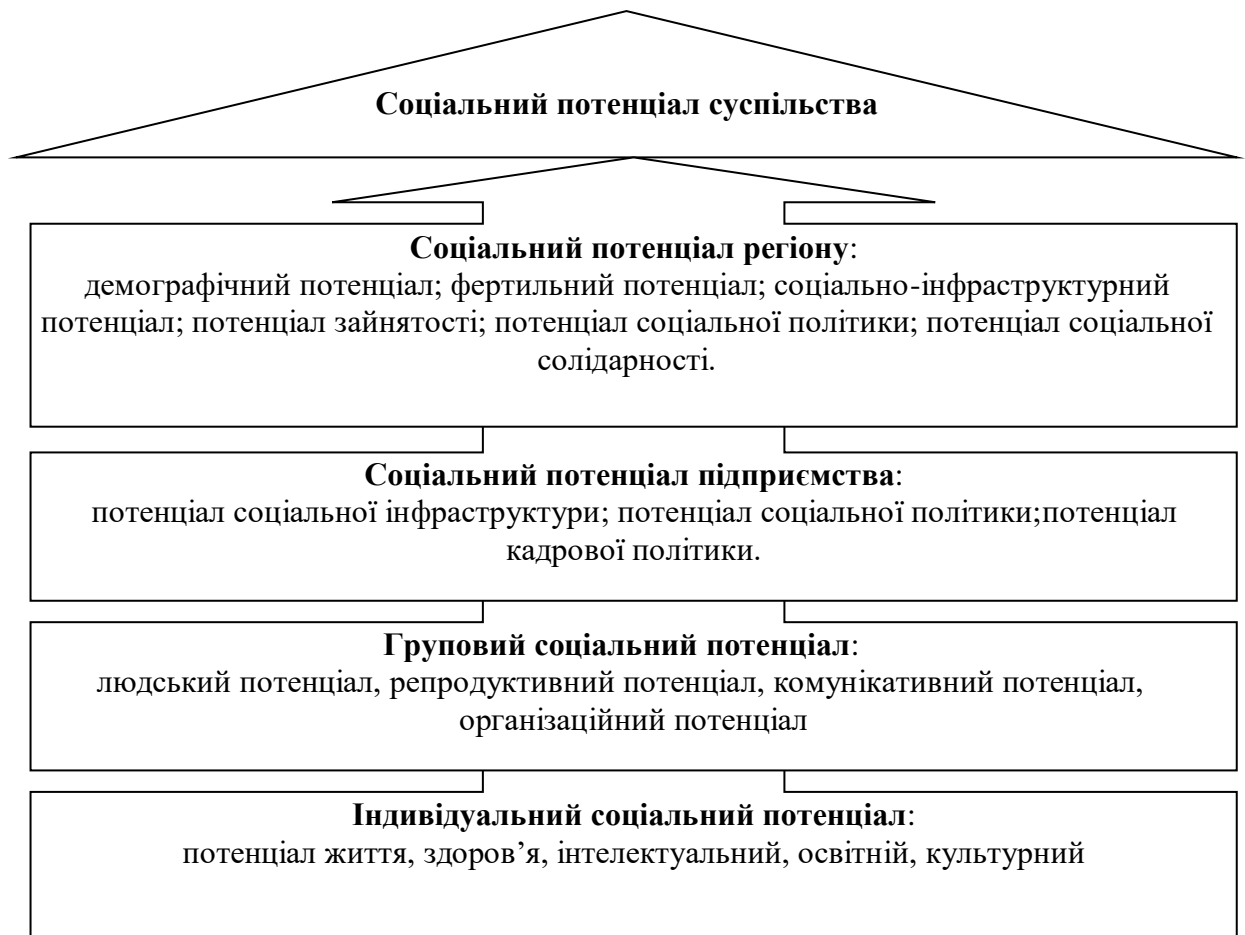 Соціальний потенціал суспільства
Соціальний потенціал регіону:
демографічний потенціал; фертильний потенціал; соціально-інфраструктурний
потенціал; потенціал зайнятості; потенціал соціальної політики; потенціал соціальної
солідарності.
Соціальний потенціал підприємства:
потенціал соціальної інфраструктури; потенціал соціальної політики;потенціал
кадрової політики.
Груповий соціальний потенціал:
людський потенціал, репродуктивний потенціал, комунікативний потенціал,
організаційний потенціал
Індивідуальний соціальний потенціал:
потенціал життя, здоров’я, інтелектуальний, освітній, культурний